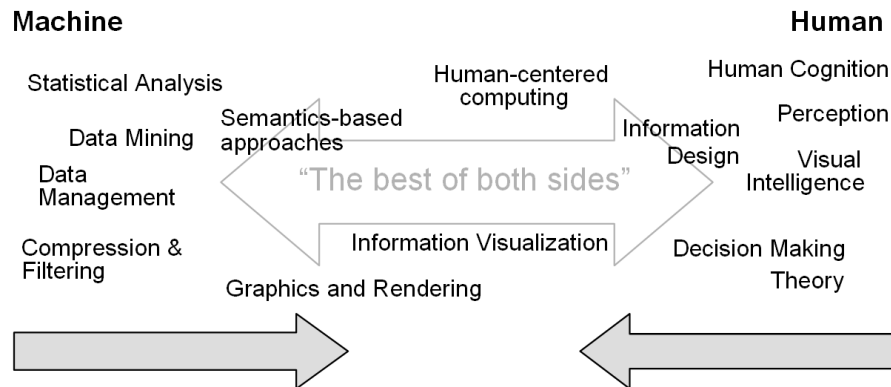 Machine
Human
Statistical Analysis
Human-centered
computing
Human Cognition
Semantics-based
approaches
Data Mining
Information
Design
Perception
Data
Management
"The best of both sides"
Visual
Intelligence
Compression &
Filtering
Information Visualization
Decision Making
Theory
Graphics and Rendering